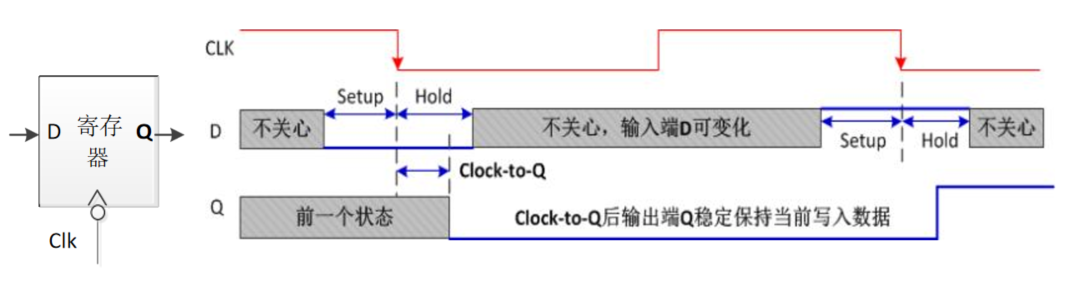 D 寄存 Q
器
Clk
CLK
Setup Hold
D 不关心 不关心，输入端D可变化 不关心
Setup Hold
Clock-to-Q
Q 前一个状态 Clock-to-Q后输出端Q稳定保持当前写入数据